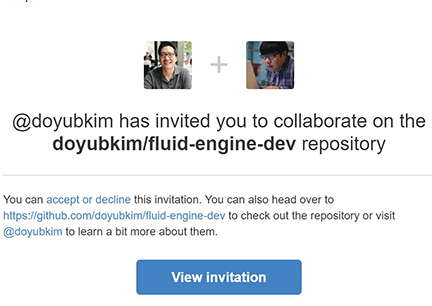 @doyubkim has invited you to collaborate on the
doyubkim/fluid-engine-dev repository
You can accept or decline this invitation. You can also head over to
https://github.com/doyubkim/fluid-engine-dev to check out the repository or visit
@doyubkim to learn a bit more about them.
View invitation